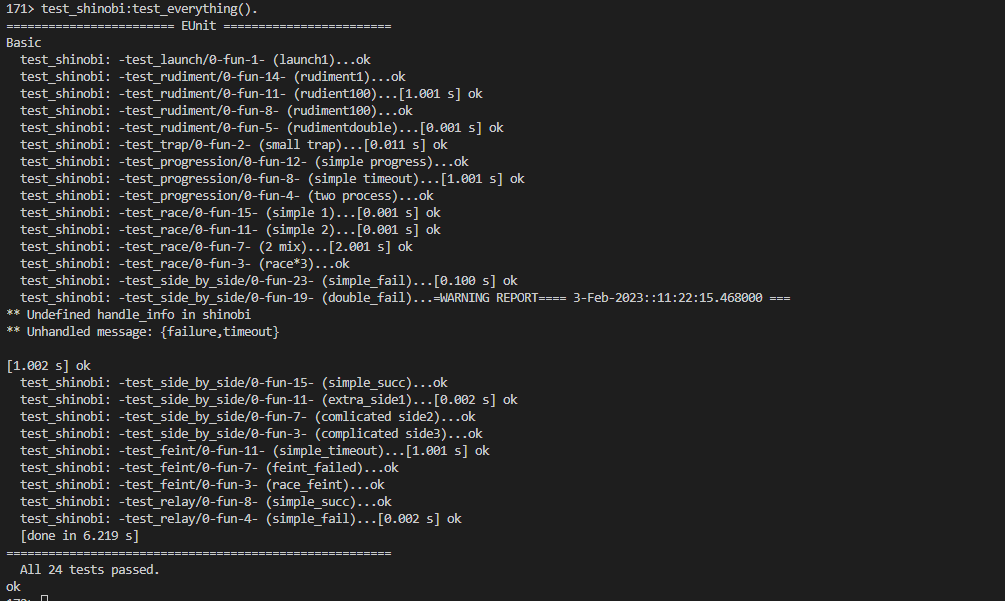 171> test_shinobi:test_everything().
======================== EUnit ========================
Basic
  test_shinobi: -test_launch/0-fun-1- (launch1)...ok
  test_shinobi: -test_rudiment/0-fun-14- (rudiment1)...ok
  test_shinobi: -test_rudiment/0-fun-11- (rudient100)...[1.001 s] ok
  test_shinobi: -test_rudiment/0-fun-8- (rudiment100)...ok
  test_shinobi: -test_rudiment/0-fun-5- (rudimentdouble)...[0.001 s] ok
  test_shinobi: -test_trap/0-fun-2- (small trap)...[0.011 s] ok
  test_shinobi: -test_progression/0-fun-12- (simple progress)...ok
  test_shinobi: -test_progression/0-fun-8- (simple timeout)...[1.001 s] ok
  test_shinobi: -test_progression/0-fun-4- (two process)...ok
  test_shinobi: -test_race/0-fun-15- (simple 1)...[0.001 s] ok
  test_shinobi: -test_race/0-fun-11- (simple 2)...[0.001 s] ok
  test_shinobi: -test_race/0-fun-7- (2 mix)...[2.001 s] ok
  test_shinobi: -test_race/0-fun-3- (race*3)...ok
  test_shinobi: -test_side_by_side/0-fun-23- (simple_fail)...[0.100 s] ok
  test_shinobi: -test_side_by_side/0-fun-19- (double_fail)...=WARNING REPORT==== 3-Feb-2023::11:22:15.468000 ===
** Undefined handle_info in shinobi
** Unhandled message: {failure,timeout}

[1.002 s] ok
  test_shinobi: -test_side_by_side/0-fun-15- (simple_succ)...ok
  test_shinobi: -test_side_by_side/0-fun-11- (extra_side1)...[0.002 s] ok
  test_shinobi: -test_side_by_side/0-fun-7- (comlicated side2)...ok
  test_shinobi: -test_side_by_side/0-fun-3- (complicated side3)...ok
  test_shinobi: -test_feint/0-fun-11- (simple_timeout)...[1.001 s] ok
  test_shinobi: -test_feint/0-fun-7- (feint_failed)...ok
  test_shinobi: -test_feint/0-fun-3- (race_feint)...ok
  test_shinobi: -test_relay/0-fun-8- (simple_succ)...ok
  test_shinobi: -test_relay/0-fun-4- (simple_fail)...[0.002 s] ok
  [done in 6.219 s]
=======================================================
  All 24 tests passed.
ok